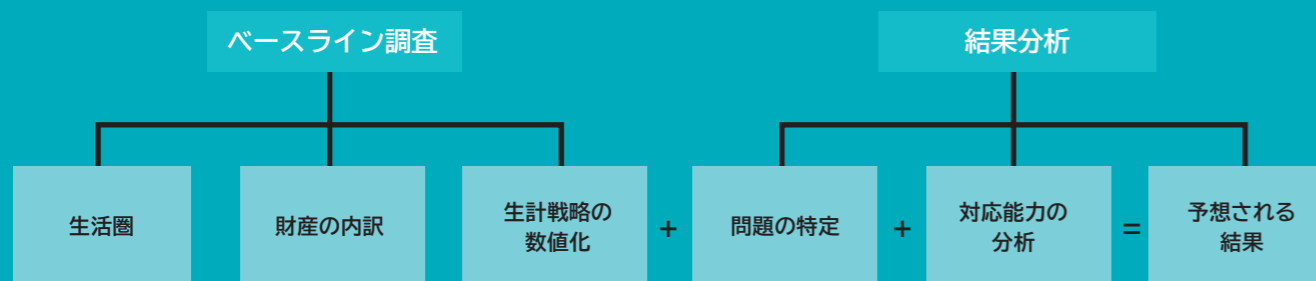 ベースライン調査
結果分析
生活圏
財産の内訳
生計戦略の
数値化
+
問題の特定
+
対応能力の
分析
=
予想される
結果